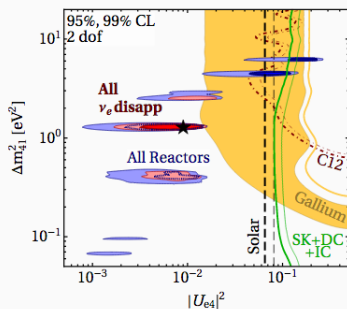 95%, 99% CL
2 dof
All
νe disapp
All Reactors
C12
Gallium
Solar
SK+DC
+IC
10¹
10⁰
10⁻¹
Δm²₄₁ [eV²]
10⁻³
10⁻²
10⁻¹
|Ue4|²